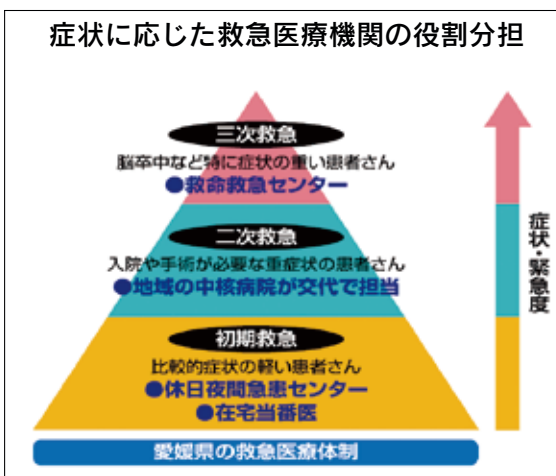 症状に応じた救急医療機関の役割分担
三次救急
脳卒中など特に症状の重い患者さん
●救命救急センター
二次救急
入院や手術が必要な重症状の患者さん
●地域の中核病院が交代で担当
初期救急
比較的症状の軽い患者さん
●休日夜間急患センター
●在宅当番医
症状・緊急度
愛媛県の救急医療体制